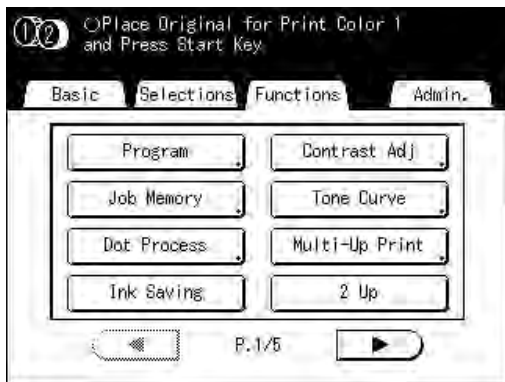 ①② ○Place Original for Print Color 1
and Press Start Key
Basic Selections Functions Admin.
Program Contrast Adj
Job Memory Tone Curve
Dot Process Multi-Up Print
Ink Saving 2 Up
◀ P.1/5 ▶